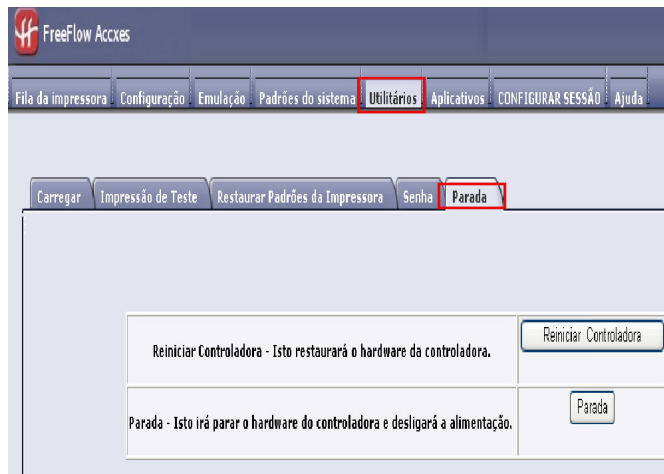 FreeFlow Accxes
Fila da impressora Configuração Emulação Padrões do sistema Utilitários Aplicativos CONFIGURAR SESSÃO Ajuda
Carregar Impressão de Teste Restaurar Padrões da Impressora Senha Parada
Reiniciar Controladora - Isto restaurará o hardware da controladora. Reiniciar Controladora
Parada - Isto irá parar o hardware do controladora e desligará a alimentação. Parada